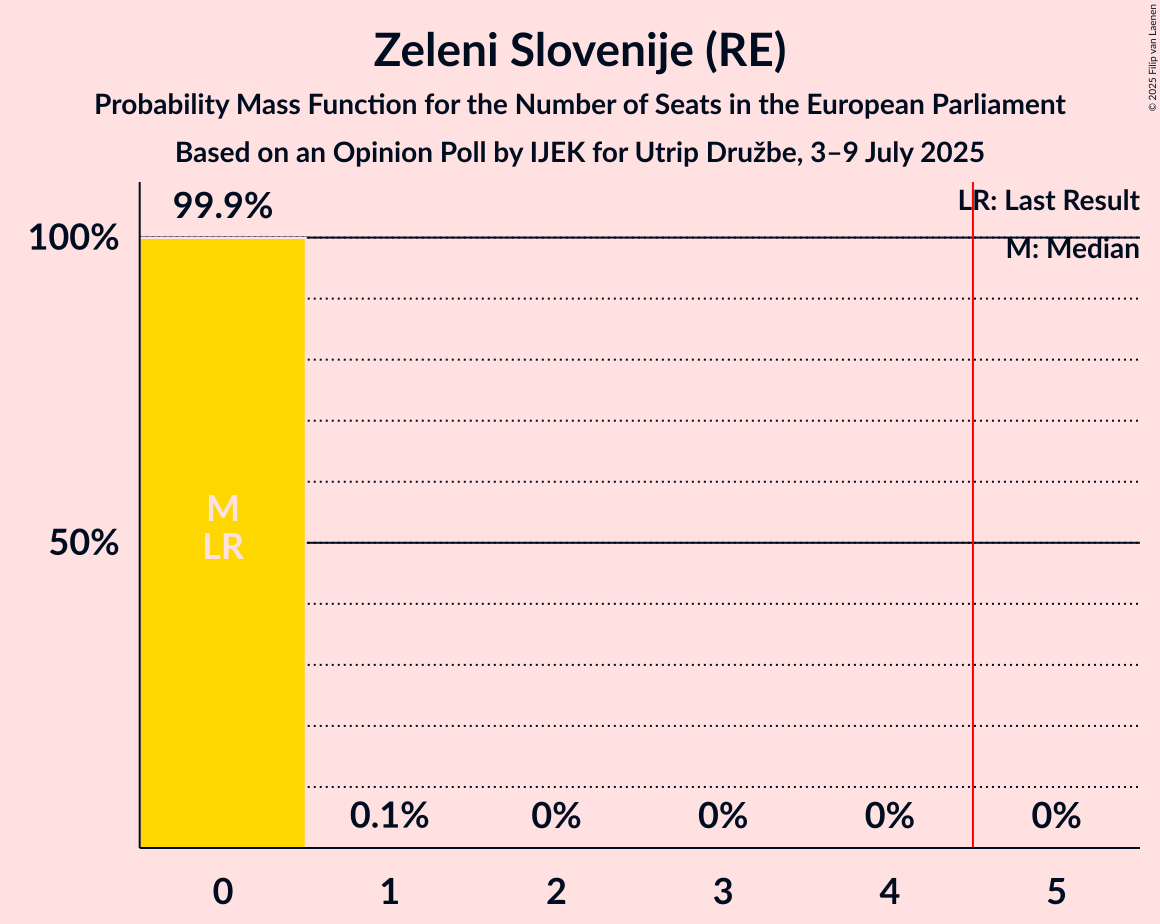 Zeleni Slovenije (RE)
Probability Mass Function for the Number of Seats in the European Parliament
Based on an Opinion Poll by IJEK for Utrip Družbe, 3–9 July 2025
© 2025 Filip van Laenen
LR: Last Result
M: Median
99.9%
100%
50%
M
LR
0.1%
0%
0%
0%
0%
0
1
2
3
4
5